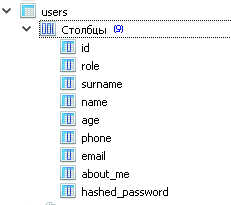 users
Столбцы (9)
id
role
surname
name
age
phone
email
about_me
hashed_password